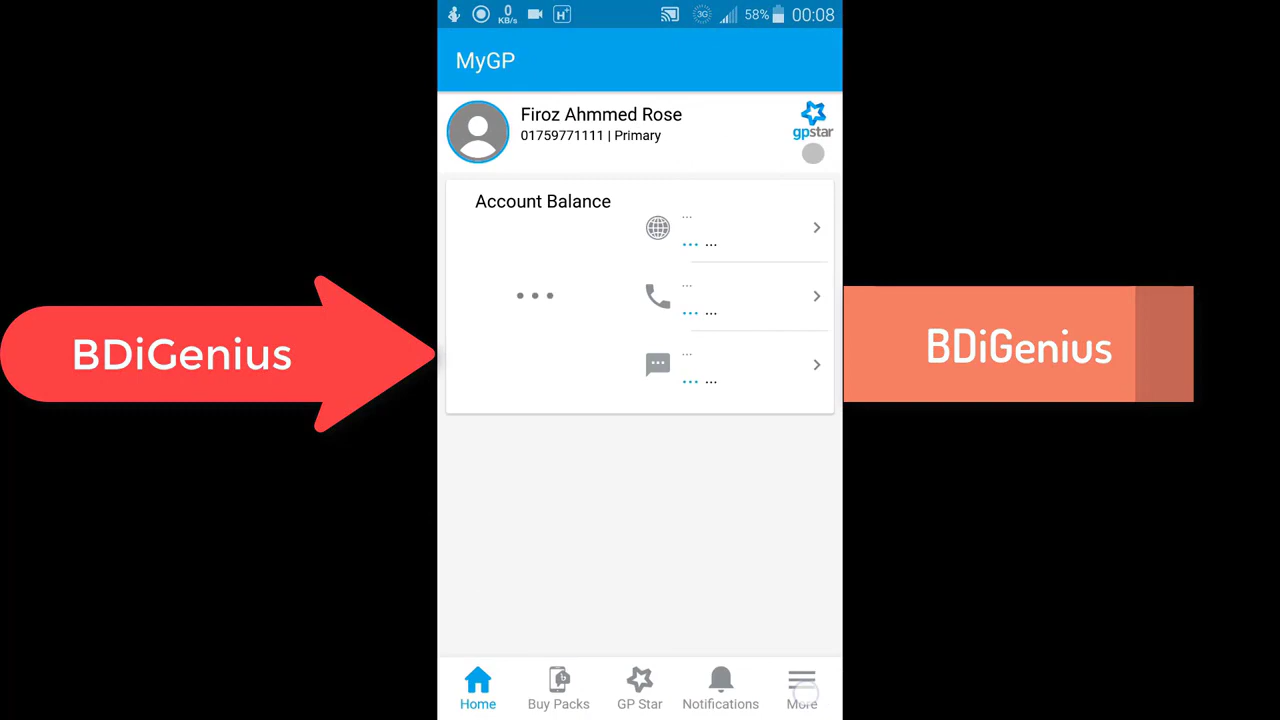 0
KB/s
H+
3G
58%
00:08
MyGP
Firoz Ahmmed Rose
01759771111 | Primary
gpstar
Account Balance
...
... ...
...
...
... ...
...
... ...
BDiGenius
BDiGenius
Home
Buy Packs
GP Star
Notifications
More